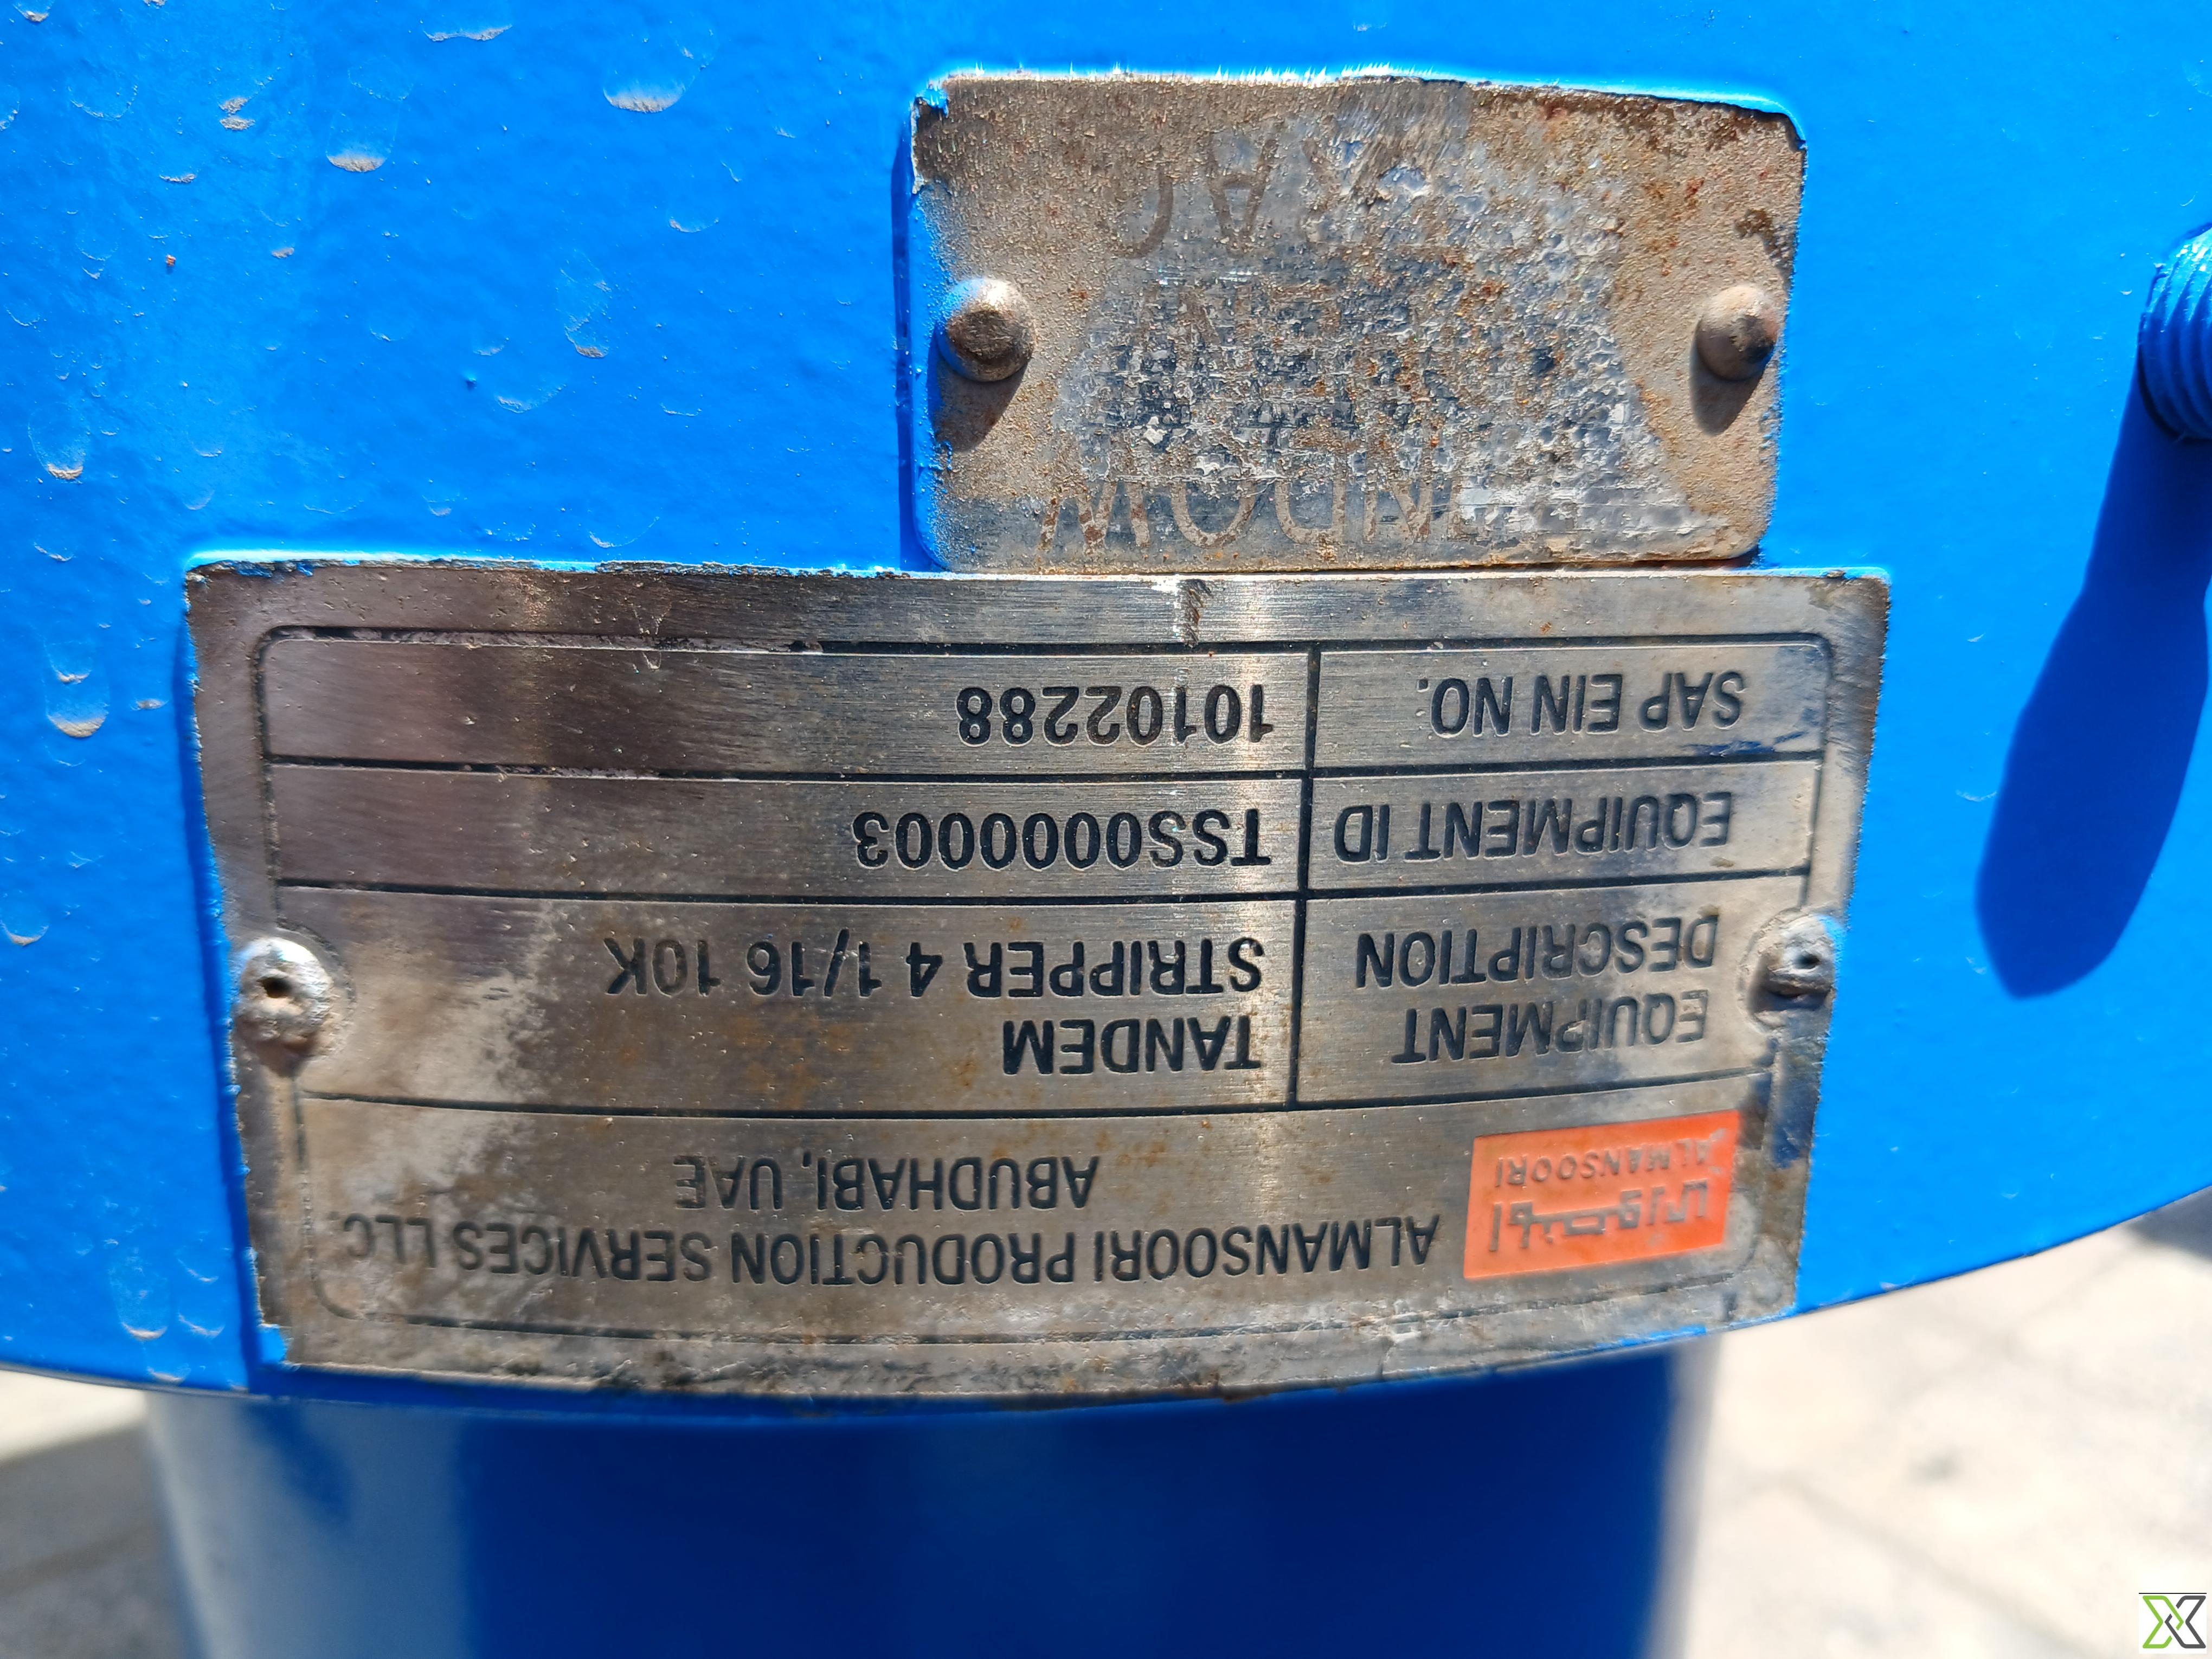 المنصوري
ALMANSOORI
ALMANSOORI PRODUCTION SERVICES LLC.
ABUDHABI, UAE
EQUIPMENT DESCRIPTION
TANDEM
STRIPPER 4 1/16 10K
EQUIPMENT ID
TSS0000003
SAP EIN NO.
10102288